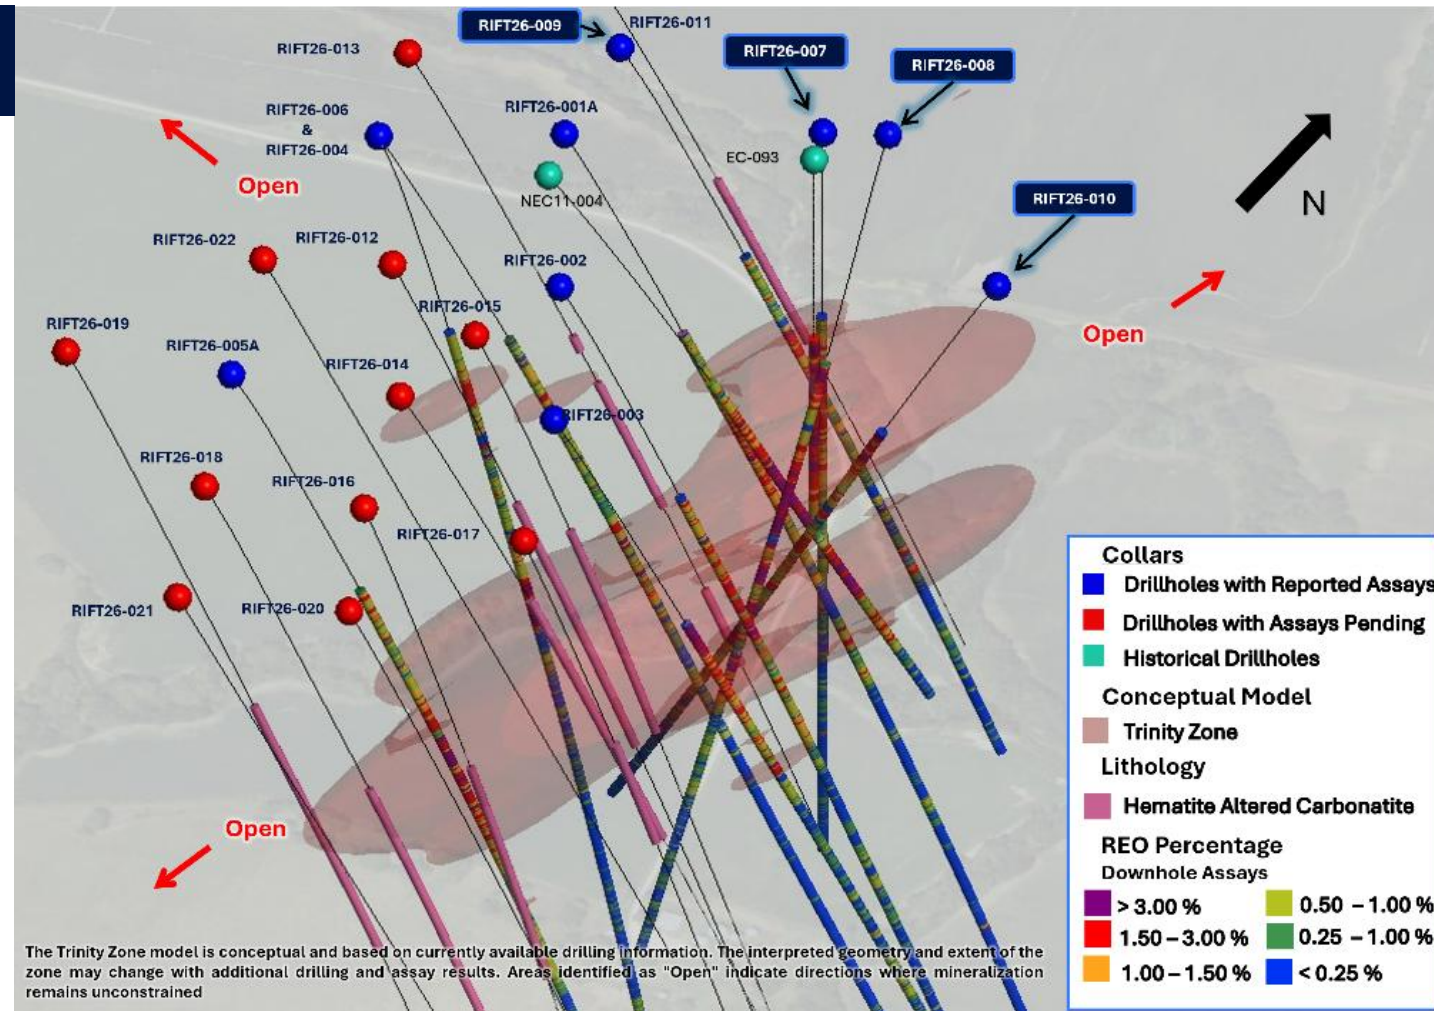 RIFT26-009
RIFT26-011
RIFT26-013
RIFT26-007
RIFT26-008
RIFT26-006
&
RIFT26-004
RIFT26-001A
EC-093
Open
NEC11-004
RIFT26-010
N
RIFT26-022
RIFT26-012
RIFT26-002
RIFT26-015
RIFT26-019
RIFT26-005A
Open
RIFT26-014
RIFT26-003
RIFT26-018
RIFT26-016
RIFT26-017
RIFT26-021
RIFT26-020
Open
Collars
Drillholes with Reported Assays
Drillholes with Assays Pending
Historical Drillholes
Conceptual Model
Trinity Zone
Lithology
Hematite Altered Carbonatite
REO Percentage
Downhole Assays
> 3.00 %
0.50 – 1.00 %
1.50 – 3.00 %
0.25 – 1.00 %
1.00 – 1.50 %
< 0.25 %
The Trinity Zone model is conceptual and based on currently available drilling information. The interpreted geometry and extent of the
zone may change with additional drilling and assay results. Areas identified as "Open" indicate directions where mineralization
remains unconstrained